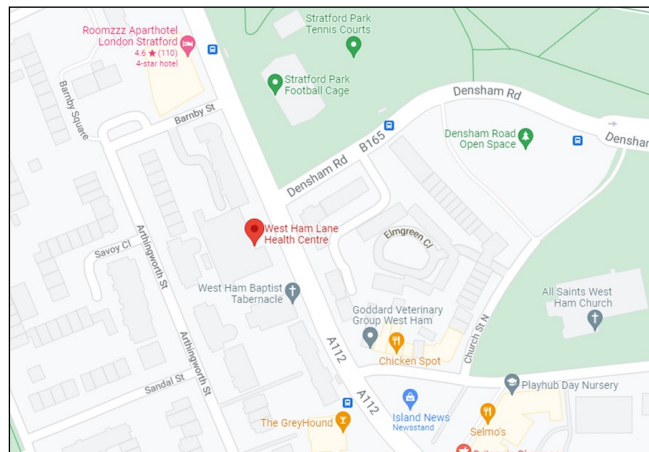 Roomzzz Aparthotel
London Stratford
4.6 ★ (110)
4-star hotel
Stratford Park
Tennis Courts
Stratford Park
Football Cage
Barnby Square
Barnby St
Densham Rd
Densham Road
Open Space
Densham
B165
Densham Rd
West Ham Lane
Health Centre
Elmgreen Cl
Savoy Cl
Arthingworth St
West Ham Baptist
Tabernacle
Goddard Veterinary
Group West Ham
All Saints West
Ham Church
Church St N
A112
Chicken Spot
Arthingworth St
Sandal St
Playhub Day Nursery
Island News
Newsstand
A112
The GreyHound
Selmo's